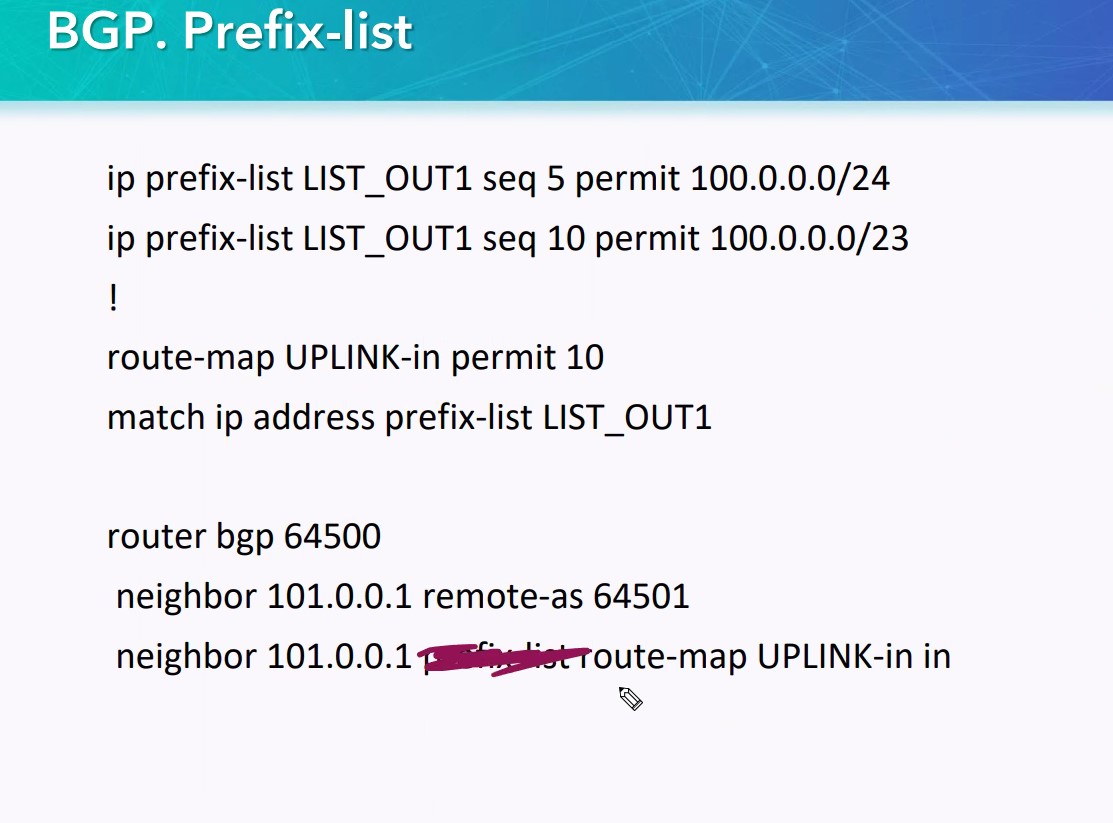 BGP. Prefix-list
ip prefix-list LIST_OUT1 seq 5 permit 100.0.0.0/24
ip prefix-list LIST_OUT1 seq 10 permit 100.0.0.0/23
!
route-map UPLINK-in permit 10
match ip address prefix-list LIST_OUT1
router bgp 64500
neighbor 101.0.0.1 remote-as 64501
neighbor 101.0.0.1 prefix-list route-map UPLINK-in in